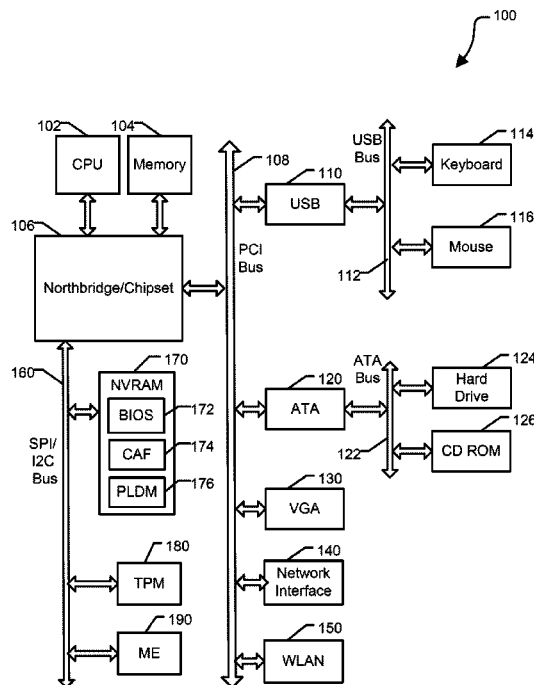 100
102
104
CPU
Memory
106
Northbridge/Chipset
108
PCI
Bus
110
USB
USB
Bus
112
114
Keyboard
116
Mouse
160
SPI/
I2C
Bus
170
NVRAM
BIOS
172
CAF
174
PLDM
176
180
TPM
190
ME
120
ATA
ATA
Bus
122
124
Hard
Drive
126
CD ROM
130
VGA
140
Network
Interface
150
WLAN